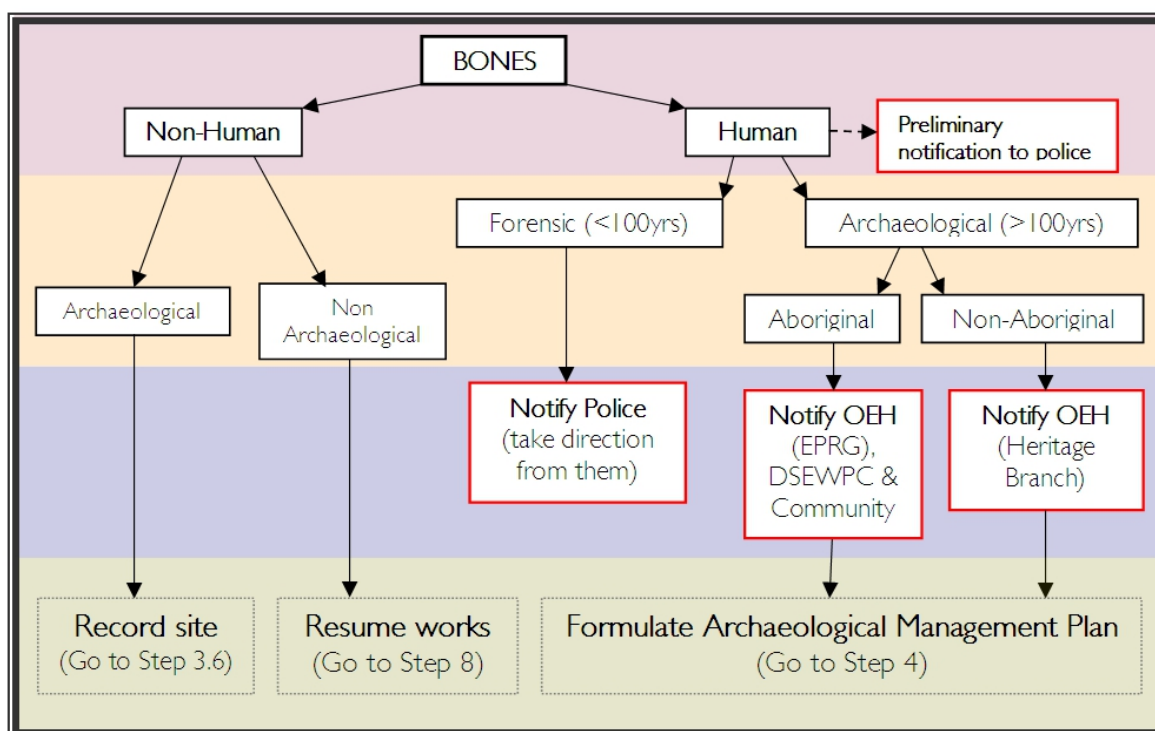 BONES
Non-Human
Human
Preliminary
notification to police
Forensic (<100yrs)
Archaeological (>100yrs)
Archaeological
Non
Archaeological
Aboriginal
Non-Aboriginal
Notify Police
(take direction
from them)
Notify OEH
(EPRG),
DSEWPC &
Community
Notify OEH
(Heritage
Branch)
Record site
(Go to Step 3.6)
Resume works
(Go to Step 8)
Formulate Archaeological Management Plan
(Go to Step 4)